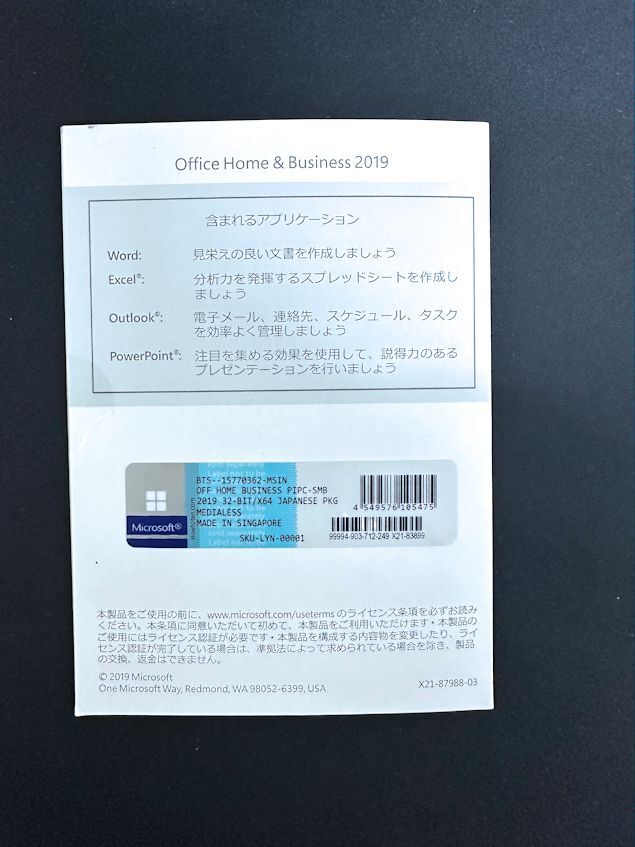 Office Home & Business 2019
含まれるアプリケーション
Word: 見栄えの良い文書を作成しましょう
Excel®: 分析力を発揮するスプレッドシートを作成し
ましょう
Outlook®: 電子メール、連絡先、スケジュール、タスク
を効率よく管理しましょう
PowerPoint®: 注目を集める効果を使用して、説得力のある
プレゼンテーションを行いましょう
sold separately
Label not to be
BTS--15770362-MSIN
OFF HOME BUSINESS PIPC-SMB
2019 32-BIT/X64 JAPANESE PKG
MEDIALESS
MADE IN SINGAPORE
SKU-LYN-00001
Microsoft®
sold separately
Label not to be
4 549576 105475
99994-903-712-249 X21-83899
本製品をご使用の前に、www.microsoft.com/useterms のライセンス条項を必ずお読み
ください。本条項に同意いただいて初めて、本製品をご利用いただけます・本製品の
ご使用にはライセンス認証が必要です・本製品を構成する内容物を変更したり、ライ
センス認証が完了している場合は、準拠法によって求められている場合を除き、製品
の交換、返金はできません。
© 2019 Microsoft
One Microsoft Way, Redmond, WA 98052-6399, USA
X21-87988-03